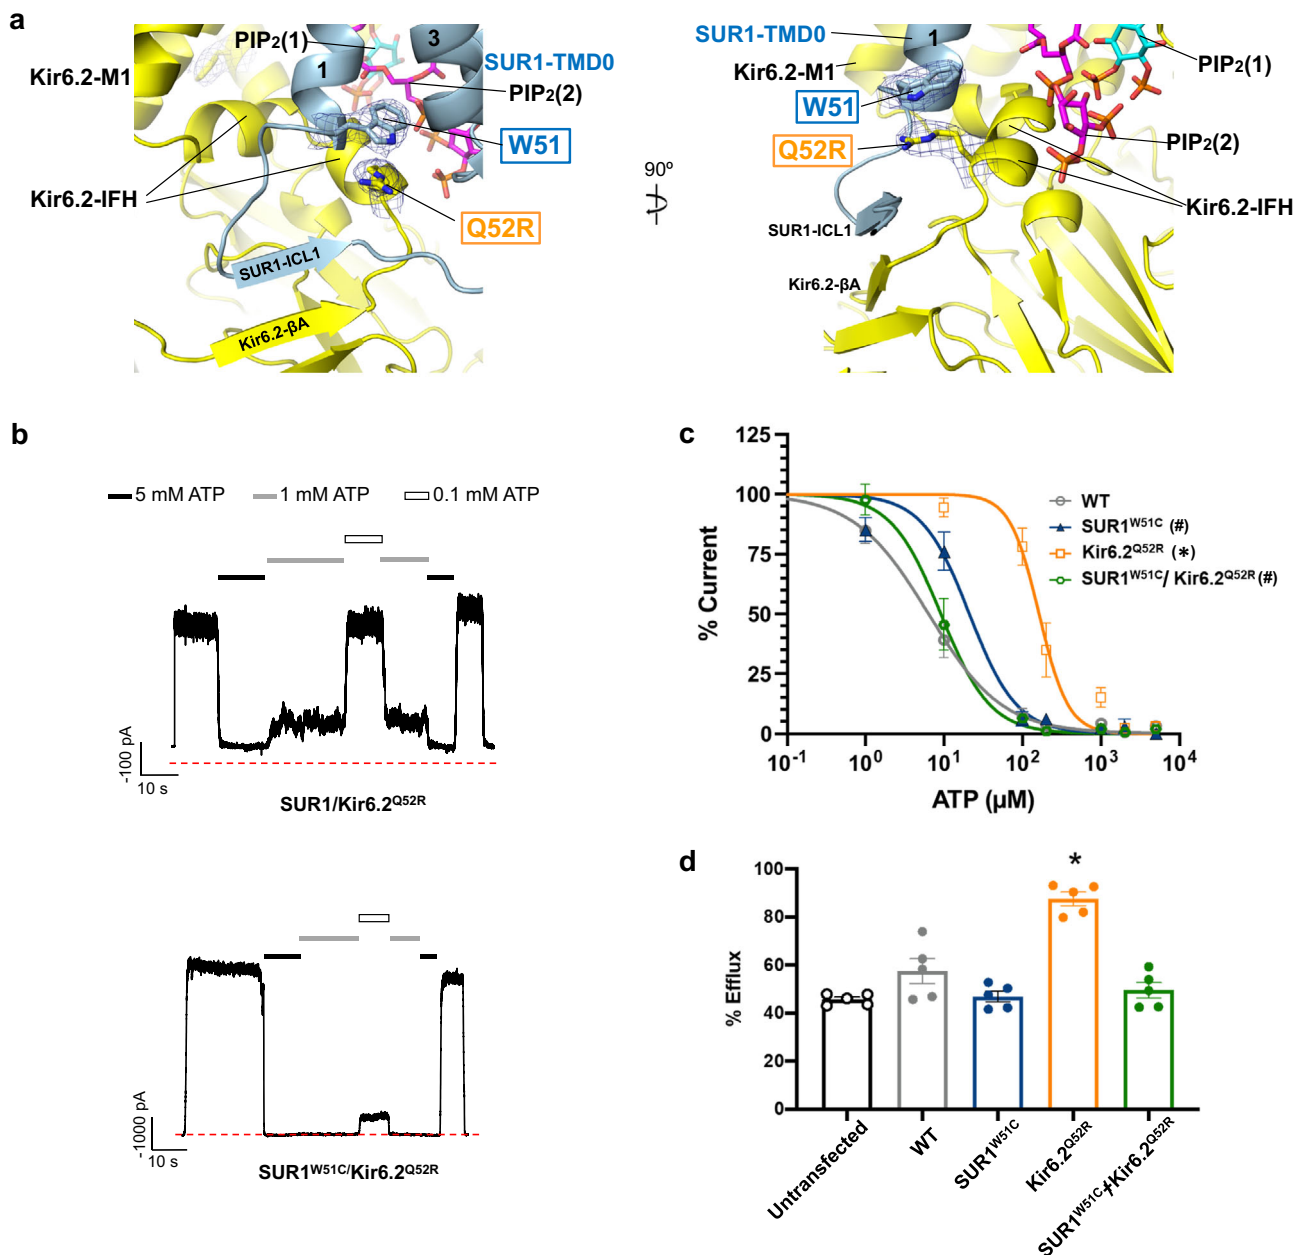 a
PIP2(1)
3
SUR1-TMD0
Kir6.2-M1
1
PIP2(2)
W51
Kir6.2-IFH
Q52R
SUR1-ICL1
Kir6.2-βA
90º
SUR1-TMD0
1
Kir6.2-M1
PIP2(1)
W51
Q52R
PIP2(2)
Kir6.2-IFH
SUR1-ICL1
Kir6.2-βA
b
5 mM ATP
1 mM ATP
0.1 mM ATP
-100 pA
10 s
SUR1/Kir6.2Q52R
-1000 pA
10 s
SUR1W51C/Kir6.2Q52R
c
125
100
75
50
25
0
% Current
10-1
100
101
102
103
104
ATP (µM)
WT
SUR1W51C (#)
Kir6.2Q52R (*)
SUR1W51C/ Kir6.2Q52R (#)
d
100
80
60
40
20
0
% Efflux
*
Untransfected
WT
SUR1W51C
Kir6.2Q52R
SUR1W51C/+Kir6.2Q52R